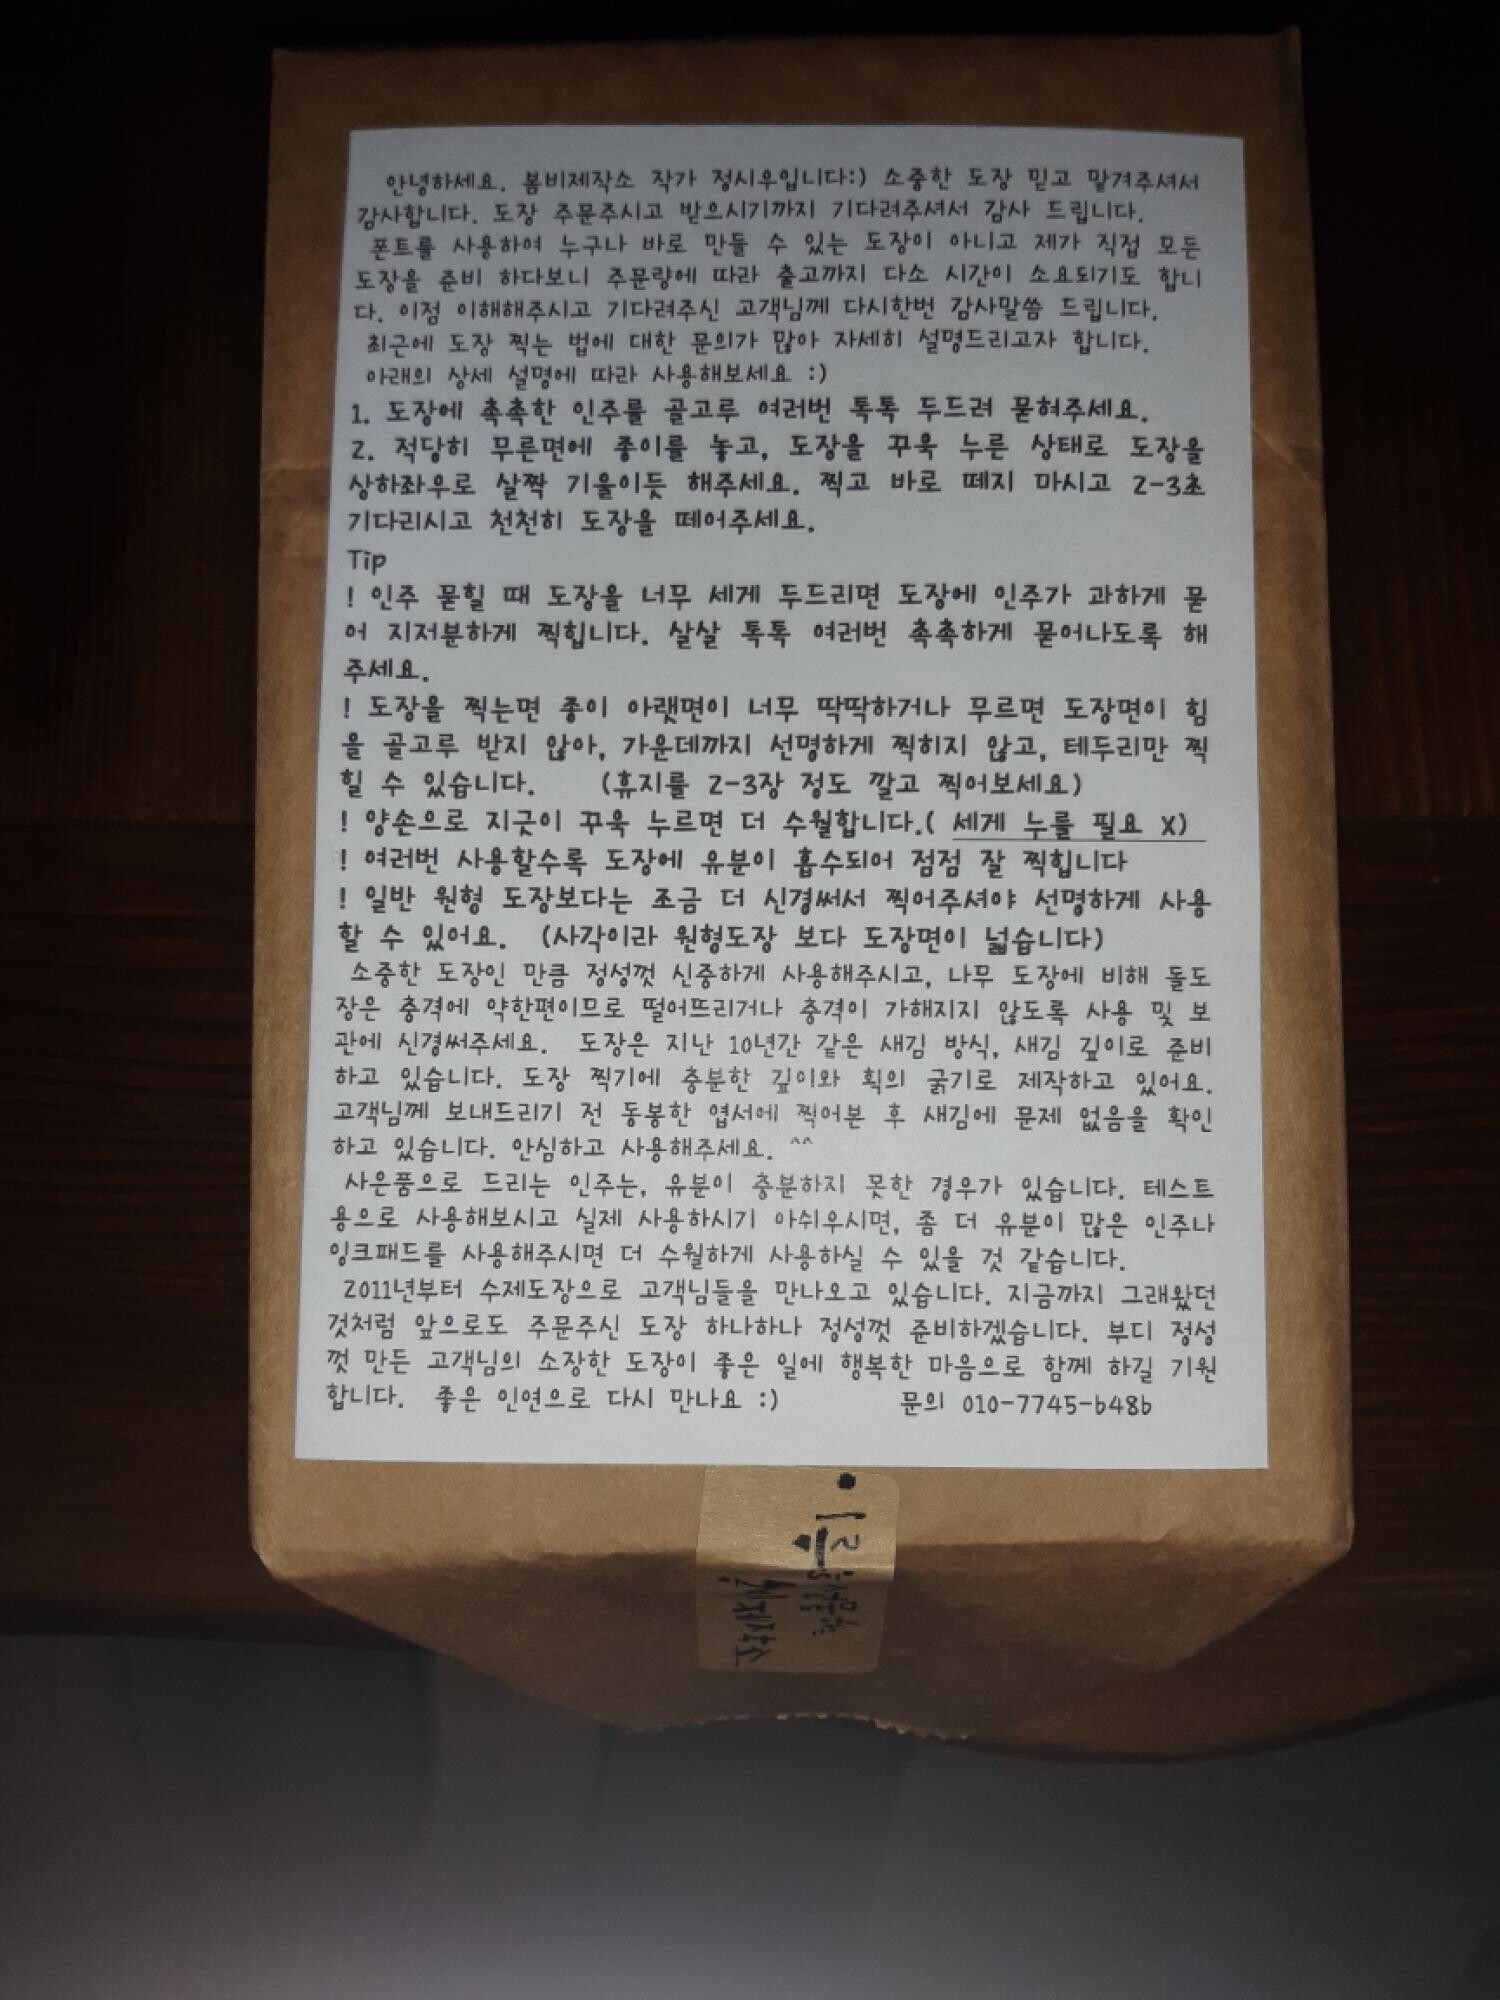 안녕하세요. 봄비제작소 작가 정시우입니다:) 소중한 도장 믿고 맡겨주셔서
감사합니다. 도장 주문주시고 받으시기까지 기다려주셔서 감사 드립니다.
폰트를 사용하여 누구나 바로 만들 수 있는 도장이 아니고 제가 직접 모든
도장을 준비 하다보니 주문량에 따라 출고까지 다소 시간이 소요되기도 합니
다. 이점 이해해주시고 기다려주신 고객님께 다시한번 감사말씀 드립니다.
최근에 도장 찍는 법에 대한 문의가 많아 자세히 설명드리고자 합니다.
아래의 상세 설명에 따라 사용해보세요 :)
1. 도장에 촉촉한 인주를 골고루 여러번 톡톡 두드려 묻혀주세요.
2. 적당히 무른면에 종이를 놓고, 도장을 꾸욱 누른 상태로 도장을
상하좌우로 살짝 기울이듯 해주세요. 찍고 바로 떼지 마시고 2-3초
기다리시고 천천히 도장을 떼어주세요.
Tip
! 인주 묻힐 때 도장을 너무 세게 두드리면 도장에 인주가 과하게 묻
어 지저분하게 찍힙니다. 살살 톡톡 여러번 촉촉하게 묻어나도록 해
주세요.
! 도장을 찍는면 종이 아랫면이 너무 딱딱하거나 무르면 도장면이 힘
을 골고루 받지 않아, 가운데까지 선명하게 찍히지 않고, 테두리만 찍
힐 수 있습니다. (휴지를 2-3장 정도 깔고 찍어보세요)
! 양손으로 지긋이 꾸욱 누르면 더 수월합니다.( 세게 누를 필요 X)
! 여러번 사용할수록 도장에 유분이 흡수되어 점점 잘 찍힙니다
! 일반 원형 도장보다는 조금 더 신경써서 찍어주셔야 선명하게 사용
할 수 있어요. (사각이라 원형도장 보다 도장면이 넓습니다)
소중한 도장인 만큼 정성껏 신중하게 사용해주시고, 나무 도장에 비해 돌도
장은 충격에 약한편이므로 떨어뜨리거나 충격이 가해지지 않도록 사용 및 보
관에 신경써주세요. 도장은 지난 10년간 같은 새김 방식, 새김 깊이로 준비
하고 있습니다. 도장 찍기에 충분한 깊이와 획의 굵기로 제작하고 있어요.
고객님께 보내드리기 전 동봉한 엽서에 찍어본 후 새김에 문제 없음을 확인
하고 있습니다. 안심하고 사용해주세요. ^^
사은품으로 드리는 인주는, 유분이 충분하지 못한 경우가 있습니다. 테스트
용으로 사용해보시고 실제 사용하시기 아쉬우시면, 좀 더 유분이 많은 인주나
잉크패드를 사용해주시면 더 수월하게 사용하실 수 있을 것 같습니다.
2011년부터 수제도장으로 고객님들을 만나오고 있습니다. 지금까지 그래왔던
것처럼 앞으로도 주문주신 도장 하나하나 정성껏 준비하겠습니다. 부디 정성
껏 만든 고객님의 소장한 도장이 좋은 일에 행복한 마음으로 함께 하길 기원
합니다. 좋은 인연으로 다시 만나요 :) 문의 010-7745-6486